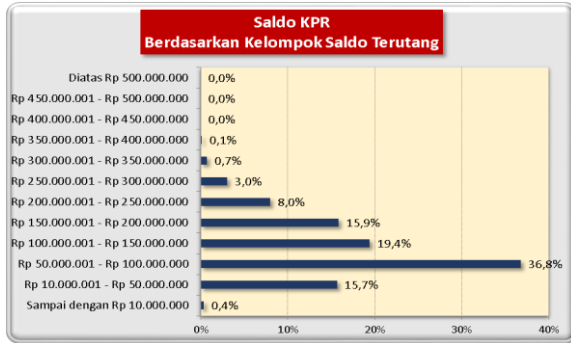 Saldo KPR
Berdasarkan Kelompok Saldo Terutang
Diatas Rp 500.000.000 0,0%
Rp 450.000.001 - Rp 500.000.000 0,0%
Rp 400.000.001 - Rp 450.000.000 0,0%
Rp 350.000.001 - Rp 400.000.000 0,1%
Rp 300.000.001 - Rp 350.000.000 0,7%
Rp 250.000.001 - Rp 300.000.000 3,0%
Rp 200.000.001 - Rp 250.000.000 8,0%
Rp 150.000.001 - Rp 200.000.000 15,9%
Rp 100.000.001 - Rp 150.000.000 19,4%
Rp 50.000.001 - Rp 100.000.000 36,8%
Rp 10.000.001 - Rp 50.000.000 15,7%
Sampai dengan Rp 10.000.000 0,4%
0% 10% 20% 30% 40%